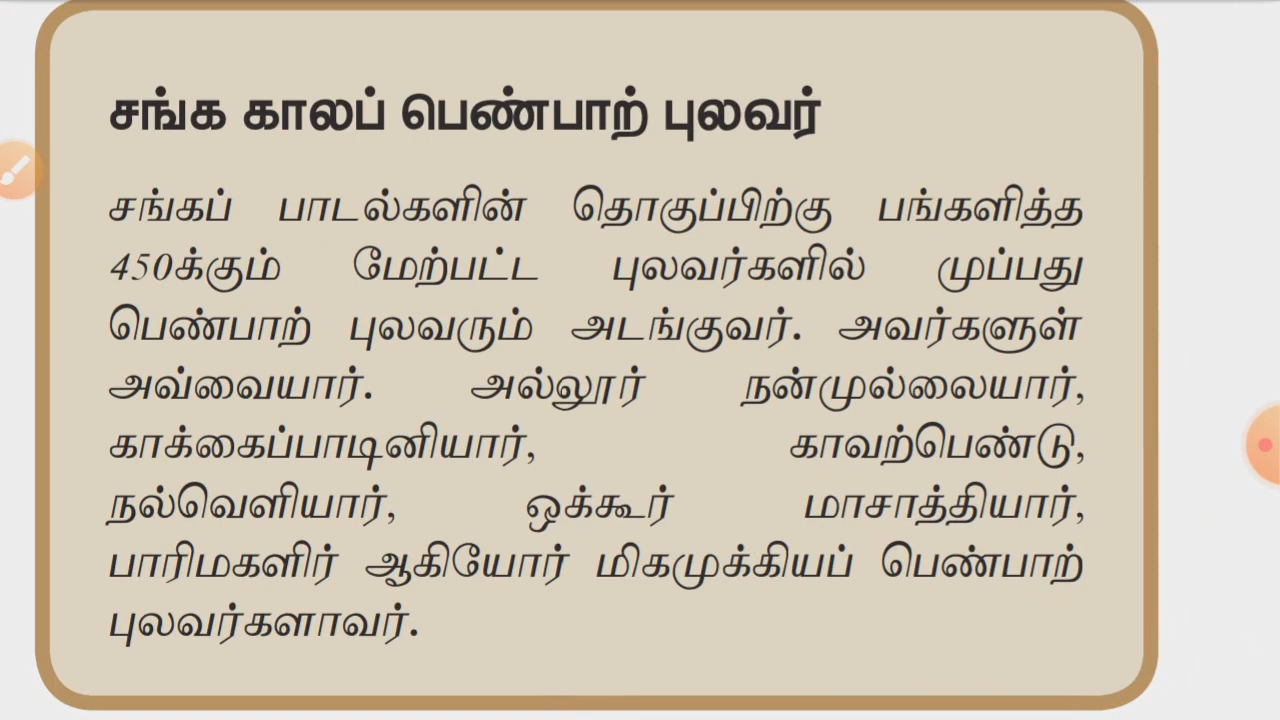 சங்க காலப் பெண்பாற் புலவர்
சங்கப் பாடல்களின் தொகுப்பிற்கு பங்களித்த
450க்கும் மேற்பட்ட புலவர்களில் முப்பது
பெண்பாற் புலவரும் அடங்குவர். அவர்களுள்
அவ்வையார். அல்லூர் நன்முல்லையார்,
காக்கைப்பாடினியார், காவற்பெண்டு,
நல்வெளியார், ஒக்கூர் மாசாத்தியார்,
பாரிமகளிர் ஆகியோர் மிகமுக்கியப் பெண்பாற்
புலவர்களாவர்.